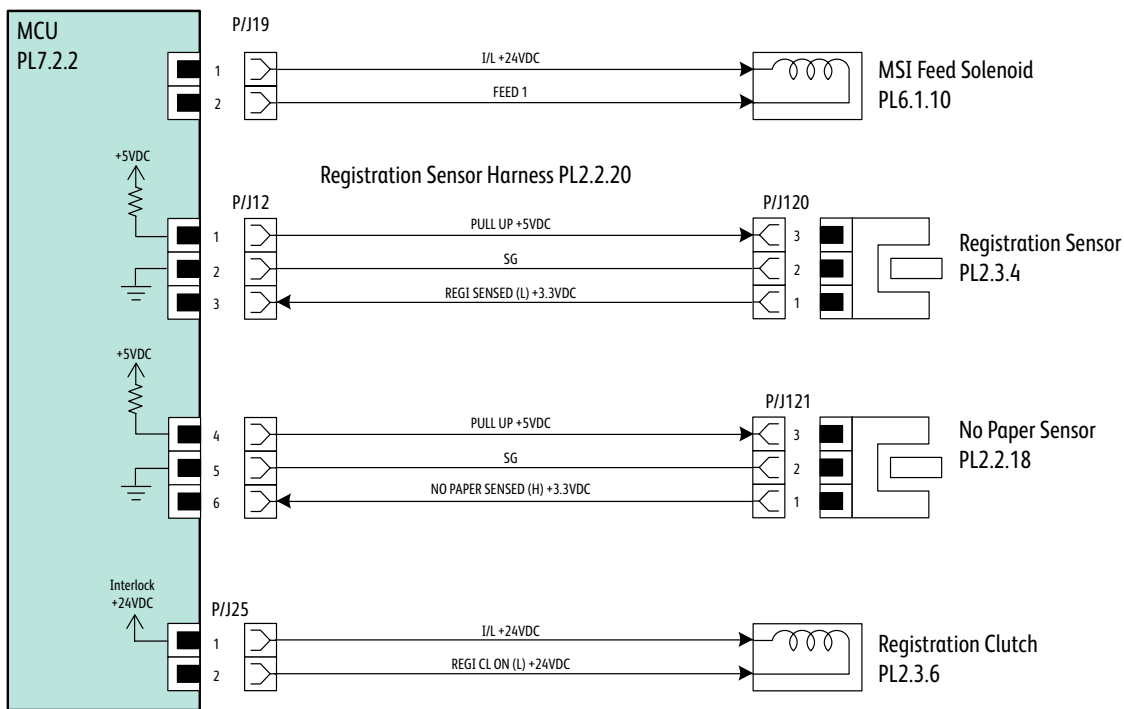 MCU
PL7.2.2
P/J19
1
I/L +24VDC
2
FEED 1
MSI Feed Solenoid
PL6.1.10
+5VDC
Registration Sensor Harness PL2.2.20
P/J12
P/J120
1
PULL UP +5VDC
3
2
SG
2
3
REGI SENSED (L) +3.3VDC
1
Registration Sensor
PL2.3.4
+5VDC
P/J121
4
PULL UP +5VDC
3
5
SG
2
6
NO PAPER SENSED (H) +3.3VDC
1
No Paper Sensor
PL2.2.18
Interlock
+24VDC
P/J25
1
I/L +24VDC
2
REGI CL ON (L) +24VDC
Registration Clutch
PL2.3.6